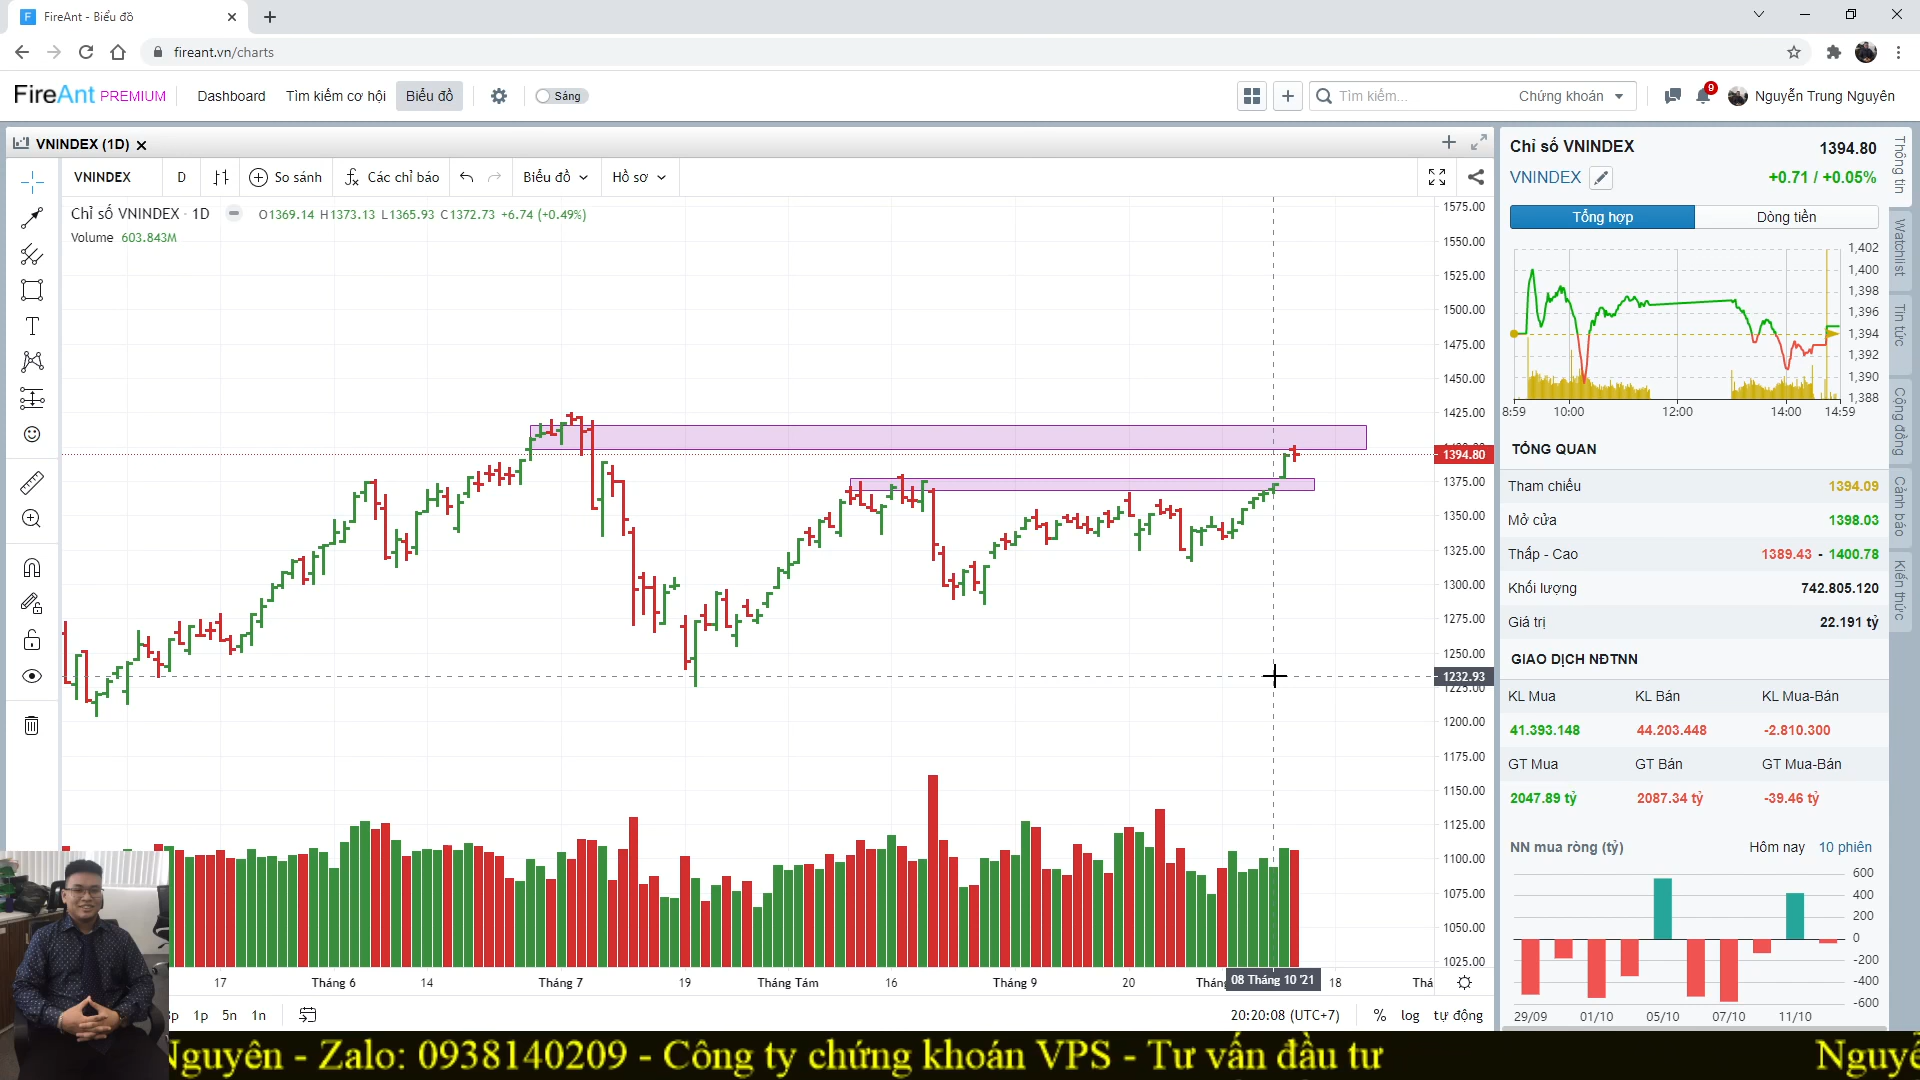 FireAnt - Biểu đồ
fireant.vn/charts
FireAnt PREMIUM Dashboard Tìm kiếm cơ hội Biểu đồ Sáng Tìm kiếm... Chứng khoán 9 Nguyễn Trung Nguyên
VNINDEX (1D)
VNINDEX D So sánh Các chỉ báo Biểu đồ Hồ sơ
Chỉ số VNINDEX · 1D O1369.14 H1373.13 L1365.93 C1372.73 +6.74 (+0.49%)
Volume 603.843M
1575.00
1550.00
1525.00
1500.00
1475.00
1450.00
1425.00
1394.80
1375.00
1350.00
1325.00
1300.00
1275.00
1250.00
1232.93
1225.00
1200.00
1175.00
1150.00
1125.00
1100.00
1075.00
1050.00
1025.00
17 Tháng 6 14 Tháng 7 19 Tháng Tám 16 Tháng 9 20 08 Tháng 10 '21 18
1p 5n 1n 20:20:08 (UTC+7) % log tự động
Chỉ số VNINDEX 1394.80
VNINDEX +0.71 / +0.05%
Tổng hợp Dòng tiền
1,402
1,400
1,398
1,396
1,394
1,392
1,390
1,388
8:59 10:00 12:00 14:00 14:59
TỔNG QUAN
Tham chiếu 1394.09
Mở cửa 1398.03
Thấp - Cao 1389.43 - 1400.78
Khối lượng 742.805.120
Giá trị 22.191 tỷ
GIAO DỊCH NĐTNN
KL Mua KL Bán KL Mua-Bán
41.393.148 44.203.448 -2.810.300
GT Mua GT Bán GT Mua-Bán
2047.89 tỷ 2087.34 tỷ -39.46 tỷ
NN mua ròng (tỷ) Hôm nay 10 phiên
600
400
200
0
-200
-400
-600
29/09 01/10 05/10 07/10 11/10
Thông tin
Watchlist
Tin tức
Cộng đồng
Cảnh báo
Kiến thức
Nguyên - Zalo: 0938140209 - Công ty chứng khoán VPS - Tư vấn đầu tư Nguyễ